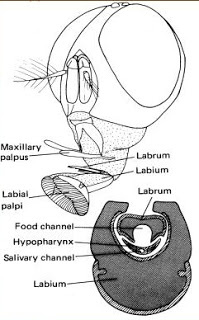 Maxillary
palpus
Labrum
Labium
Labial
palpi
Labrum
Food channel
Hypopharynx
Salivary channel
Labium